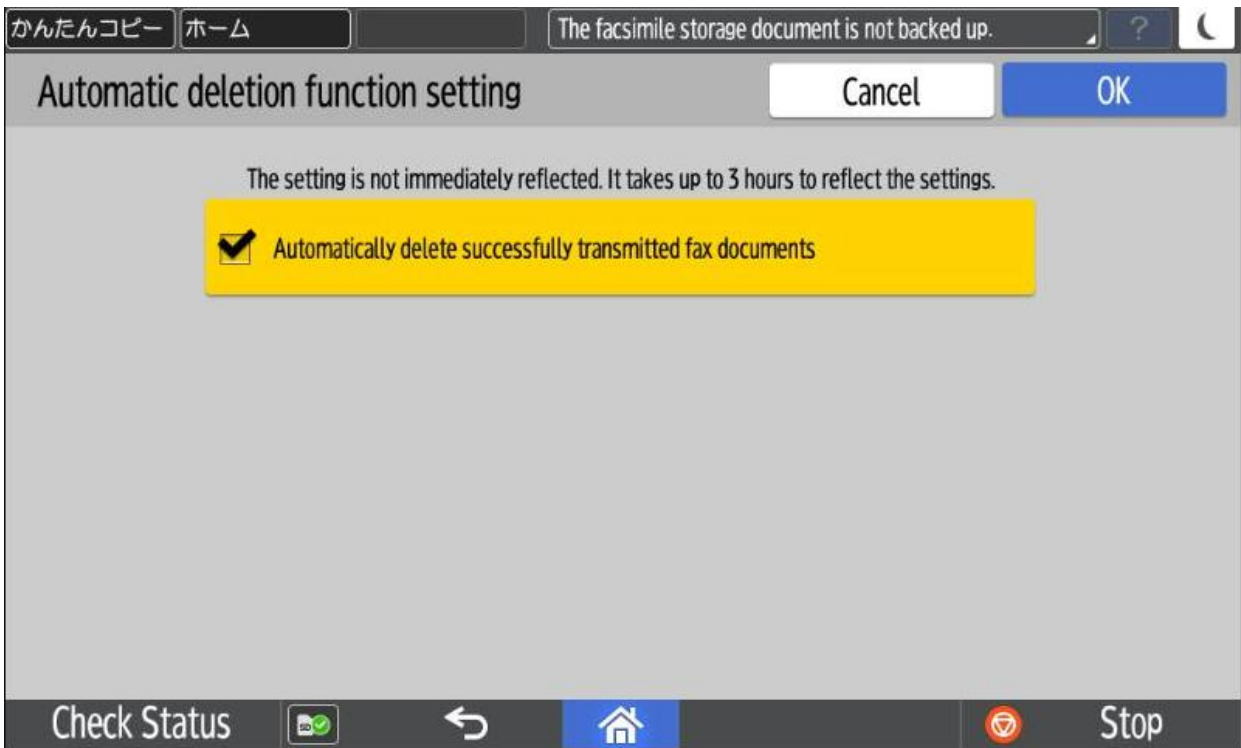 かんたんコピー ホーム The facsimile storage document is not backed up. ?
Automatic deletion function setting Cancel OK
The setting is not immediately reflected. It takes up to 3 hours to reflect the settings.
Automatically delete successfully transmitted fax documents
Check Status Stop